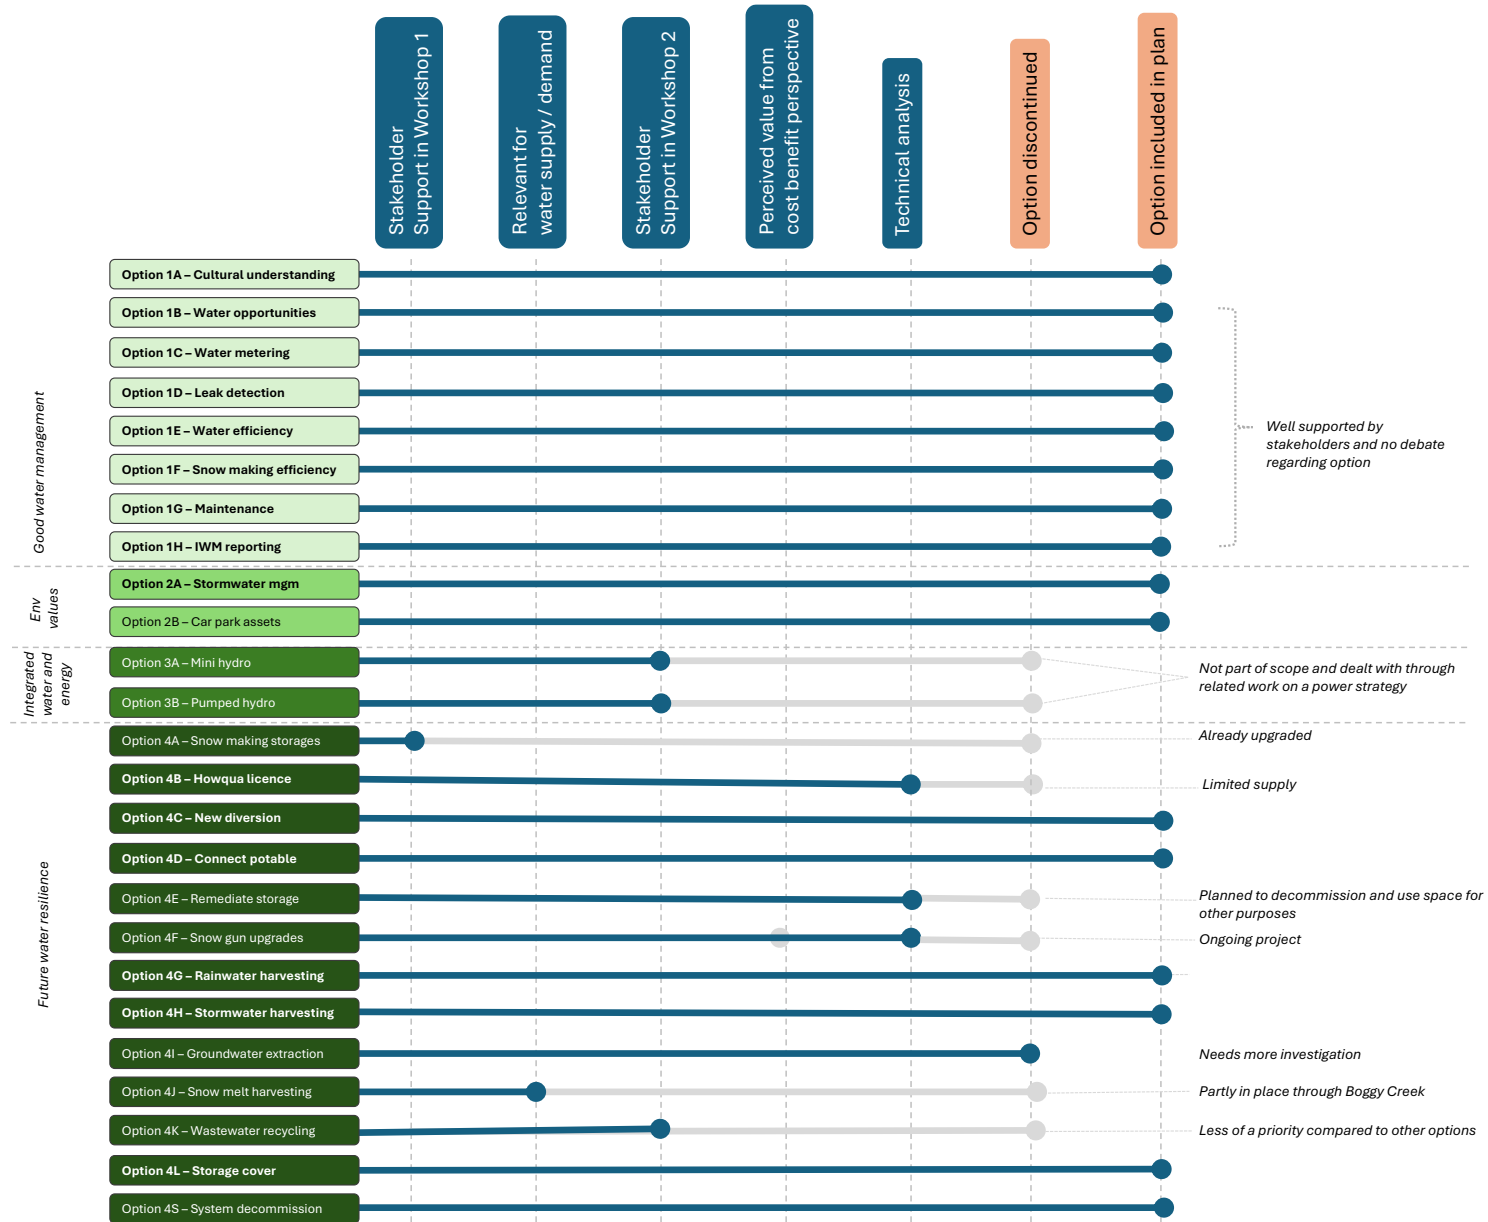 Stakeholder
Support in Workshop 1
Relevant for
water supply / demand
Stakeholder
Support in Workshop 2
Perceived value from
cost benefit perspective
Technical analysis
Option discontinued
Option included in plan
Good water management
Option 1A – Cultural understanding
Option 1B – Water opportunities
Option 1C – Water metering
Option 1D – Leak detection
Option 1E – Water efficiency
Option 1F – Snow making efficiency
Option 1G – Maintenance
Option 1H – IWM reporting
Well supported by
stakeholders and no debate
regarding option
Env
values
Option 2A – Stormwater mgm
Option 2B – Car park assets
Integrated
water and
energy
Option 3A – Mini hydro
Option 3B – Pumped hydro
Not part of scope and dealt with through
related work on a power strategy
Future water resilience
Option 4A – Snow making storages
Already upgraded
Option 4B – Howqua licence
Limited supply
Option 4C – New diversion
Option 4D – Connect potable
Option 4E – Remediate storage
Planned to decommission and use space for
other purposes
Option 4F – Snow gun upgrades
Ongoing project
Option 4G – Rainwater harvesting
Option 4H – Stormwater harvesting
Option 4I – Groundwater extraction
Needs more investigation
Option 4J – Snow melt harvesting
Partly in place through Boggy Creek
Option 4K – Wastewater recycling
Less of a priority compared to other options
Option 4L – Storage cover
Option 4S – System decommission